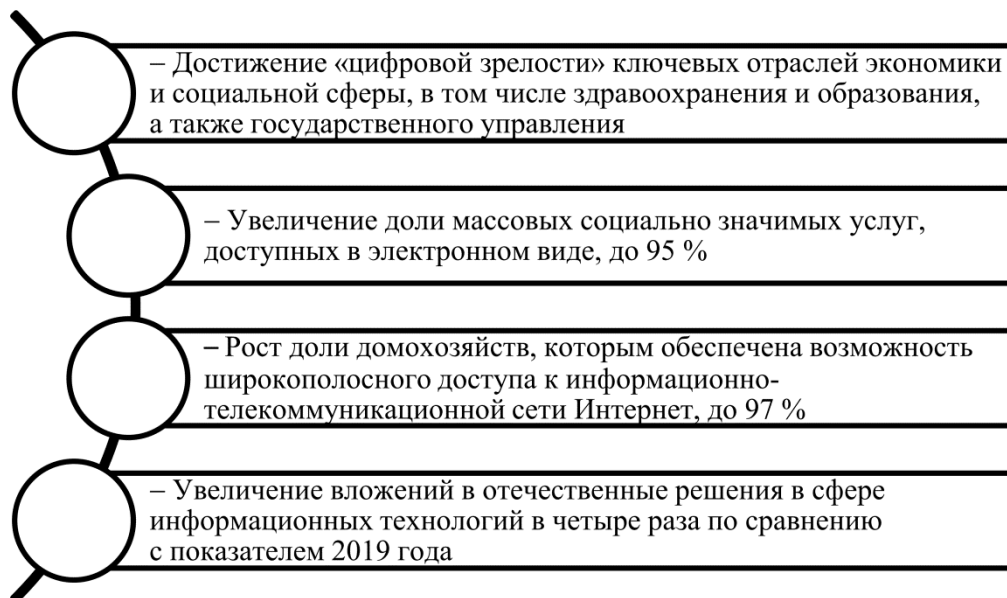 – Достижение «цифровой зрелости» ключевых отраслей экономики
и социальной сферы, в том числе здравоохранения и образования,
а также государственного управления
– Увеличение доли массовых социально значимых услуг,
доступных в электронном виде, до 95 %
– Рост доли домохозяйств, которым обеспечена возможность
широкополосного доступа к информационно-
телекоммуникационной сети Интернет, до 97 %
– Увеличение вложений в отечественные решения в сфере
информационных технологий в четыре раза по сравнению
с показателем 2019 года